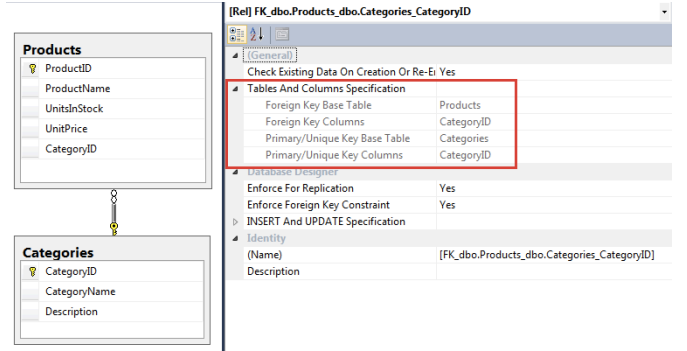 Products
ProductID
ProductName
UnitsInStock
UnitPrice
CategoryID
Categories
CategoryID
CategoryName
Description
[Rel] FK_dbo.Products_dbo.Categories_CategoryID
(General)
Check Existing Data On Creation Or Re-E Yes
Tables And Columns Specification
Foreign Key Base Table Products
Foreign Key Columns CategoryID
Primary/Unique Key Base Table Categories
Primary/Unique Key Columns CategoryID
Database Designer
Enforce For Replication Yes
Enforce Foreign Key Constraint Yes
INSERT And UPDATE Specification
Identity
(Name) [FK_dbo.Products_dbo.Categories_CategoryID]
Description